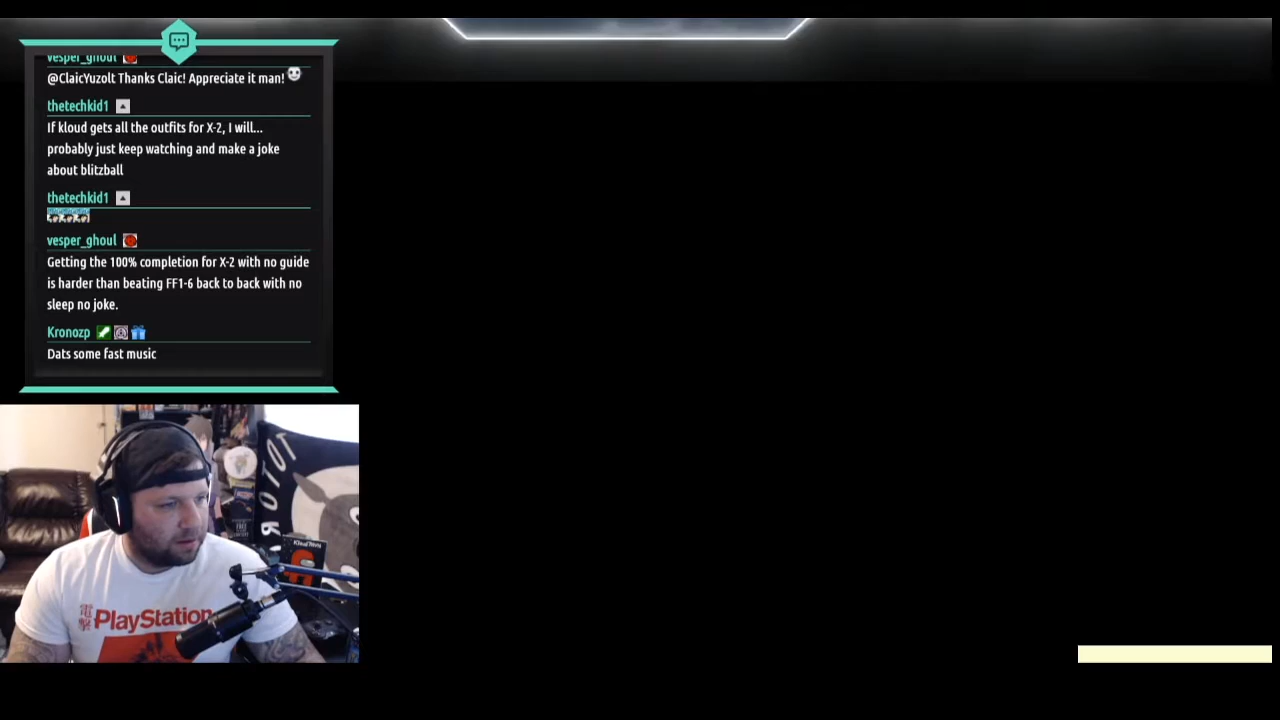 vesper_ghoul
@ClaicYuzolt Thanks Claic! Appreciate it man!
thetechkid1
If kloud gets all the outfits for X-2, I will...
probably just keep watching and make a joke
about blitzball
thetechkid1
vesper_ghoul
Getting the 100% completion for X-2 with no guide
is harder than beating FF1-6 back to back with no
sleep no joke.
Kronozp
Dats some fast music
TOTORO
電撃
PlayStation